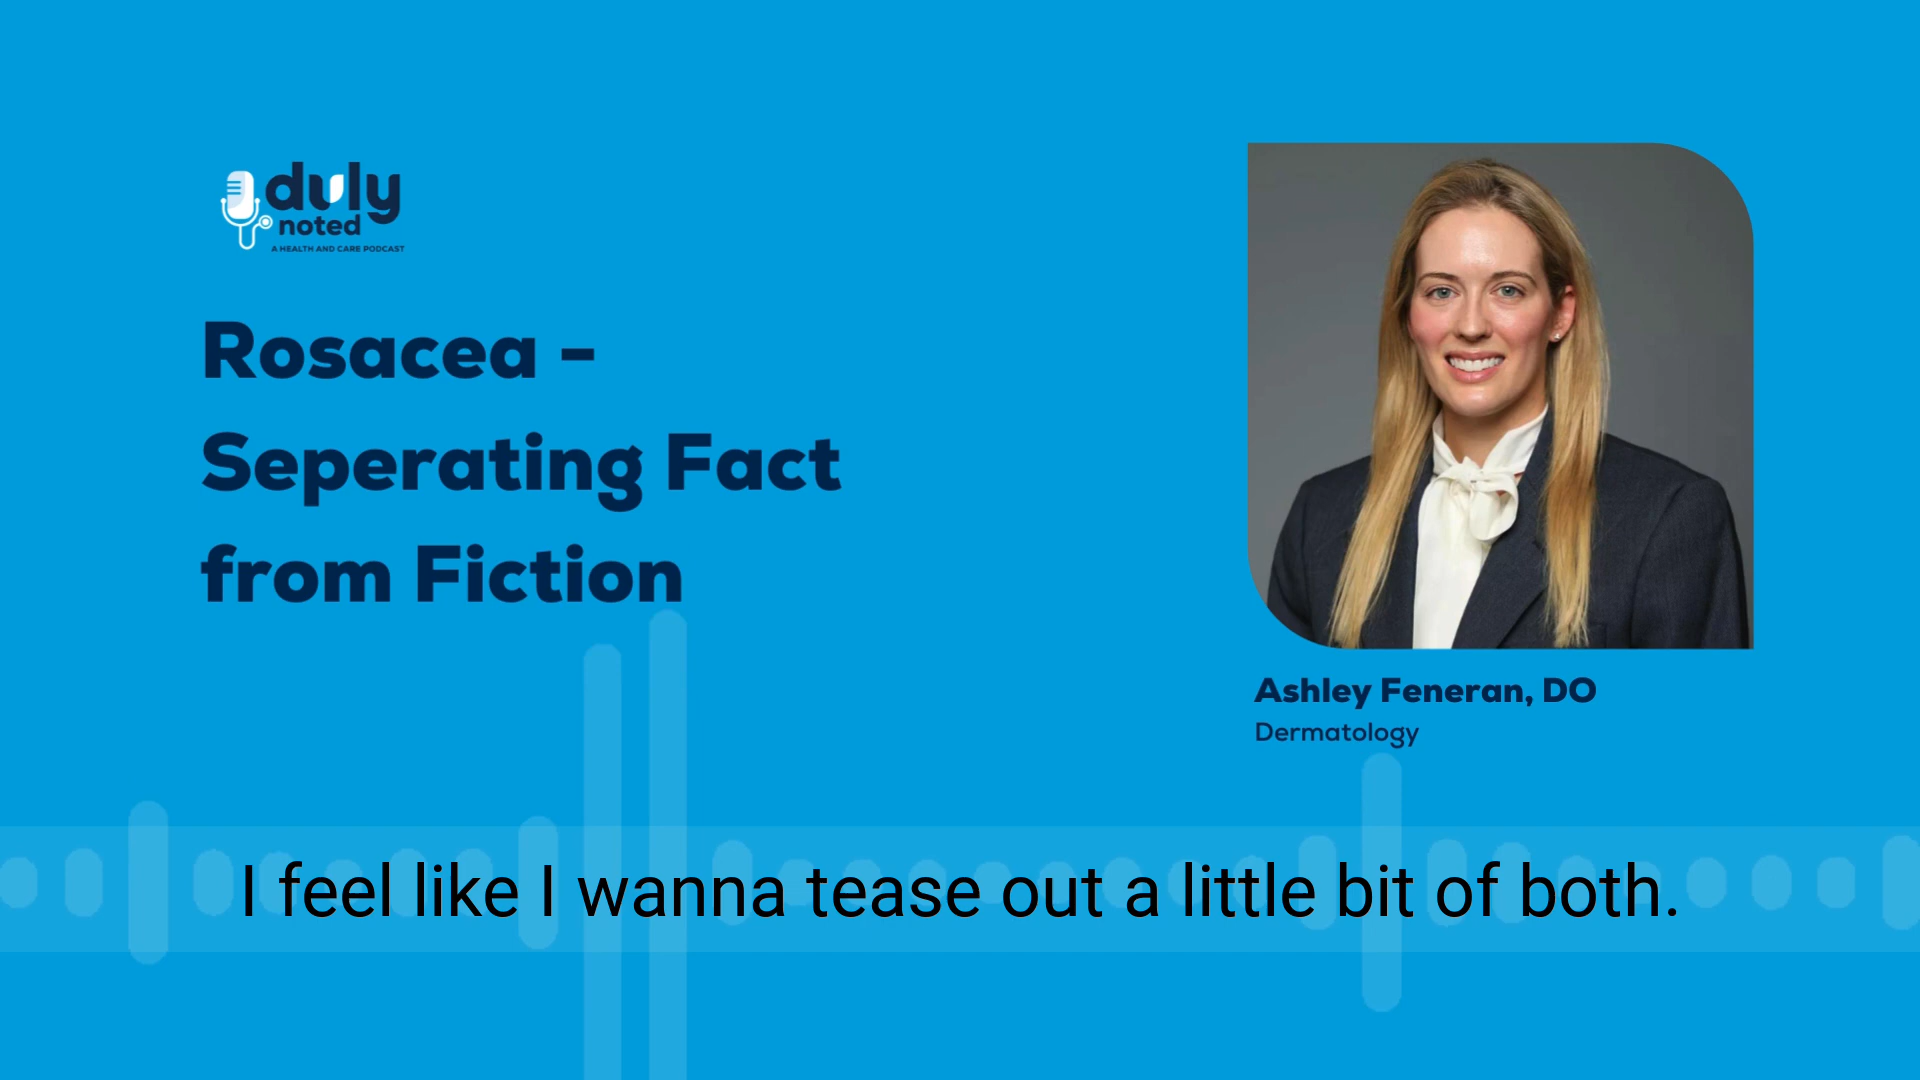 duly
noted
A HEALTH AND CARE PODCAST
Rosacea -
Seperating Fact
from Fiction
Ashley Feneran, DO
Dermatology
I feel like I wanna tease out a little bit of both.